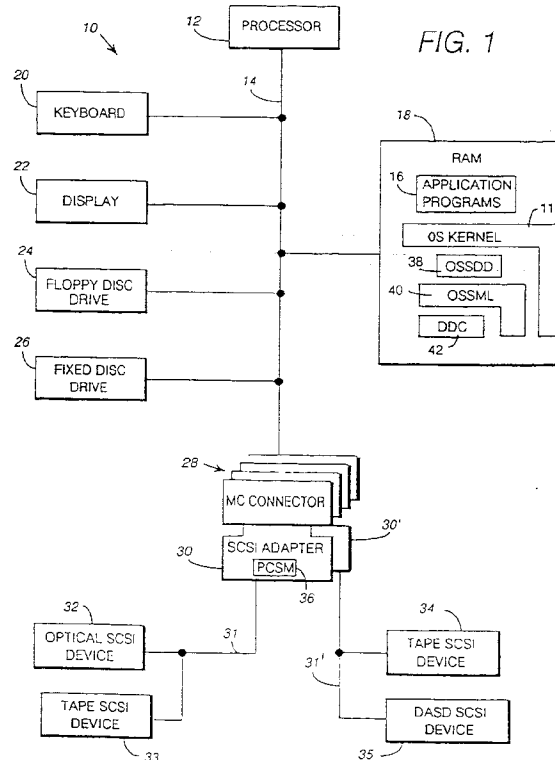 FIG. 1
10
12
PROCESSOR
14
20
KEYBOARD
22
DISPLAY
24
FLOPPY DISC
DRIVE
26
FIXED DISC
DRIVE
18
RAM
16
APPLICATION
PROGRAMS
11
OS KERNEL
38
OSSDD
40
OSSML
DDC
42
28
MC CONNECTOR
30
SCSI ADAPTER
PCSM
36
30'
32
OPTICAL SCSI
DEVICE
31
TAPE SCSI
DEVICE
33
34
TAPE SCSI
DEVICE
31'
DASD SCSI
DEVICE
35